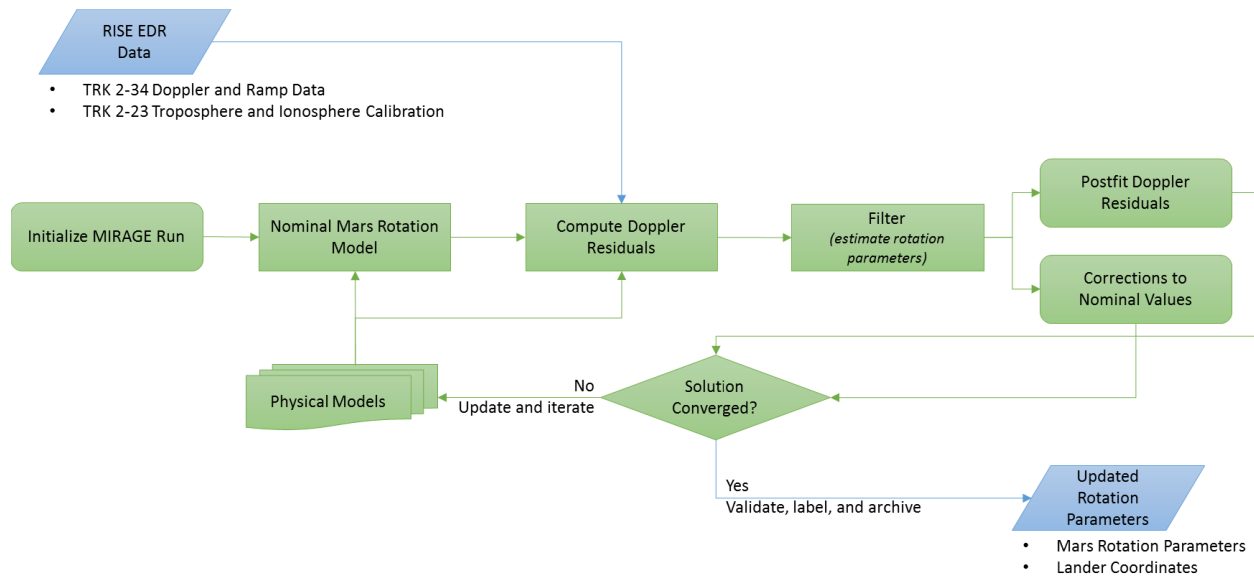 RISE EDR
Data
• TRK 2-34 Doppler and Ramp Data
• TRK 2-23 Troposphere and Ionosphere Calibration
Initialize MIRAGE Run
Nominal Mars Rotation
Model
Compute Doppler
Residuals
Filter
(estimate rotation
parameters)
Postfit Doppler
Residuals
Corrections to
Nominal Values
Physical Models
No
Update and iterate
Solution
Converged?
Yes
Validate, label, and archive
Updated
Rotation
Parameters
• Mars Rotation Parameters
• Lander Coordinates